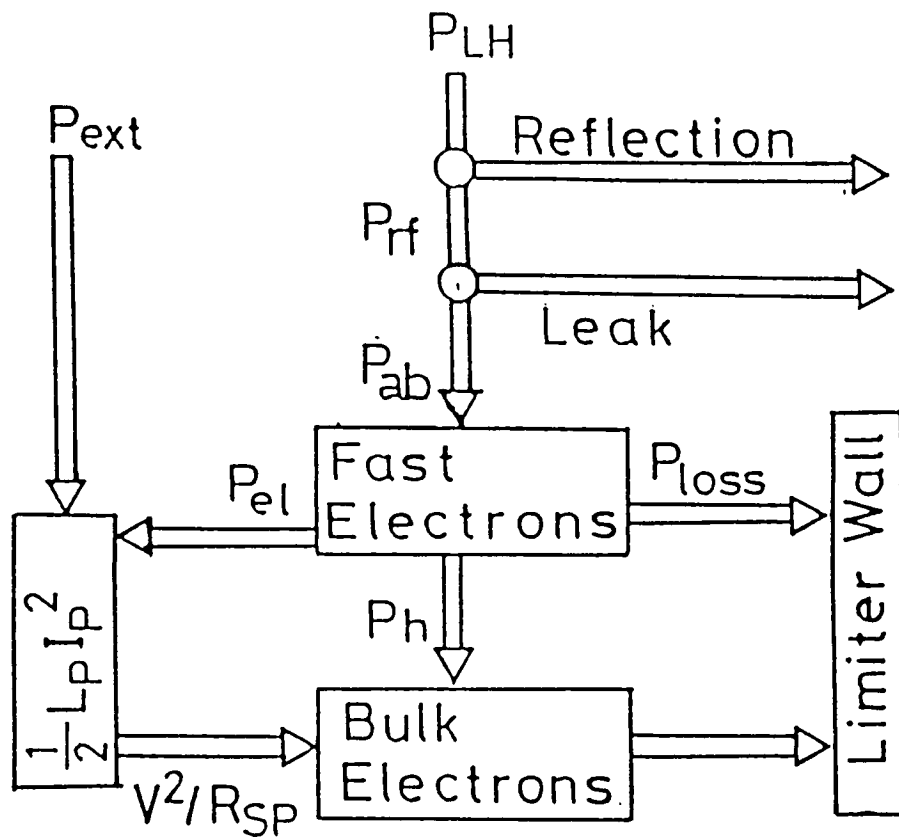 P_LH
P_ext
Reflection
P_rf
Leak
P_ab
Fast
Electrons
P_el
P_loss
Limiter Wall
1/2 L_P I_P^2
P_h
Bulk
Electrons
V^2/R_SP